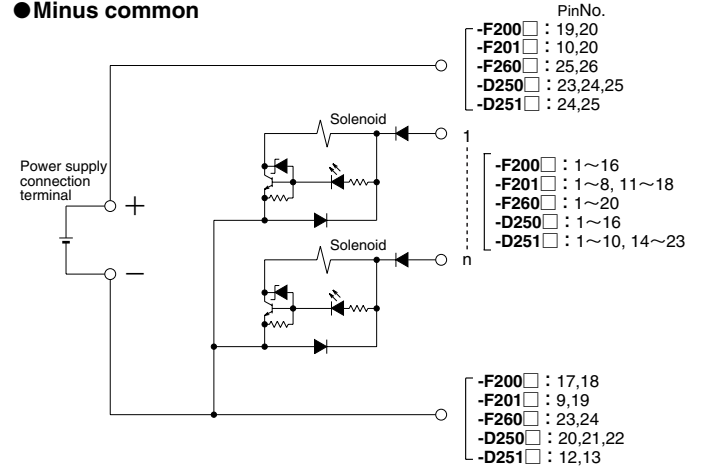 ●Minus common
PinNo.
-F200□ : 19,20
-F201□ : 10,20
-F260□ : 25,26
-D250□ : 23,24,25
-D251□ : 24,25
Solenoid
1
Power supply
connection
terminal
+
−
-F200□ : 1〜16
-F201□ : 1〜8, 11〜18
-F260□ : 1〜20
-D250□ : 1〜16
-D251□ : 1〜10, 14〜23
Solenoid
n
-F200□ : 17,18
-F201□ : 9,19
-F260□ : 23,24
-D250□ : 20,21,22
-D251□ : 12,13